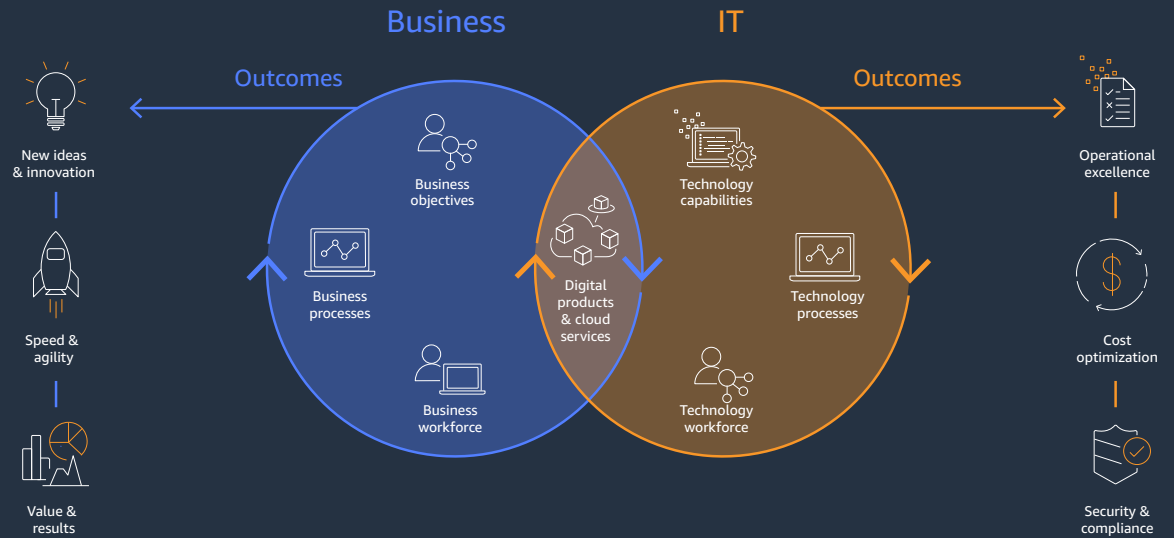 Business
IT
Outcomes
Outcomes
New ideas
& innovation
Speed &
agility
Value &
results
Business
objectives
Business
processes
Business
workforce
Digital
products
& cloud
services
Technology
capabilities
Technology
processes
Technology
workforce
Operational
excellence
$
Cost
optimization
Security &
compliance